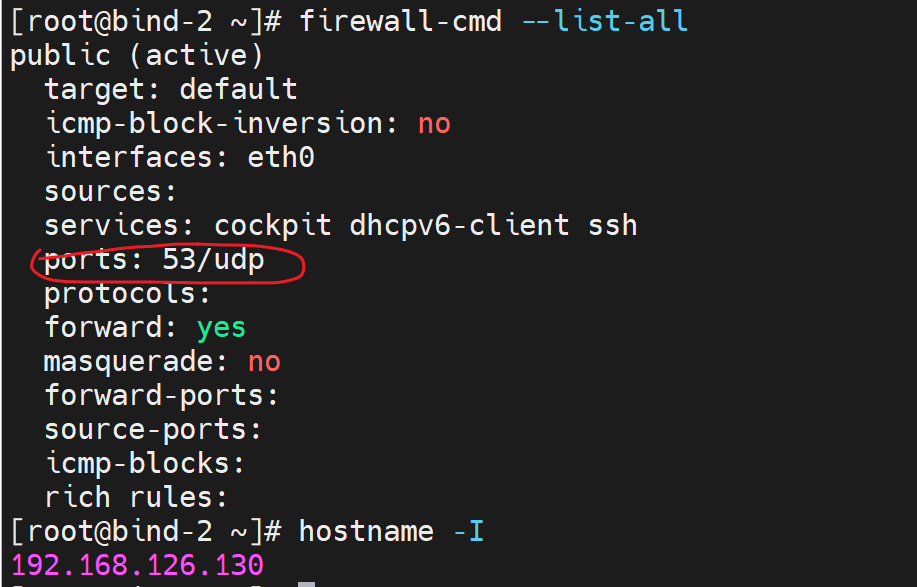 [root@bind-2 ~]# firewall-cmd --list-all
public (active)
  target: default
  icmp-block-inversion: no
  interfaces: eth0
  sources:
  services: cockpit dhcpv6-client ssh
  ports: 53/udp
  protocols:
  forward: yes
  masquerade: no
  forward-ports:
  source-ports:
  icmp-blocks:
  rich rules:
[root@bind-2 ~]# hostname -I
192.168.126.130